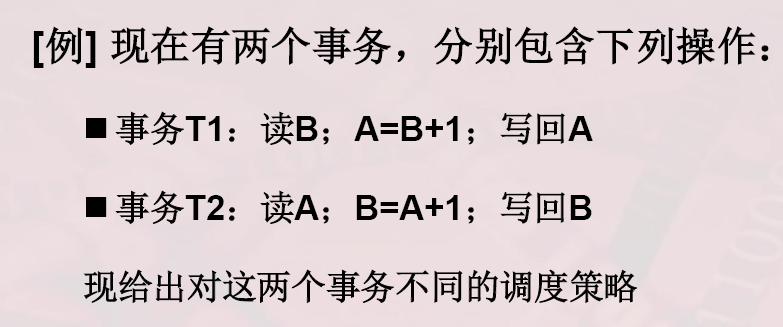 [例] 现在有两个事务，分别包含下列操作：
■ 事务T1：读B；A=B+1；写回A
■ 事务T2：读A；B=A+1；写回B
现给出对这两个事务不同的调度策略